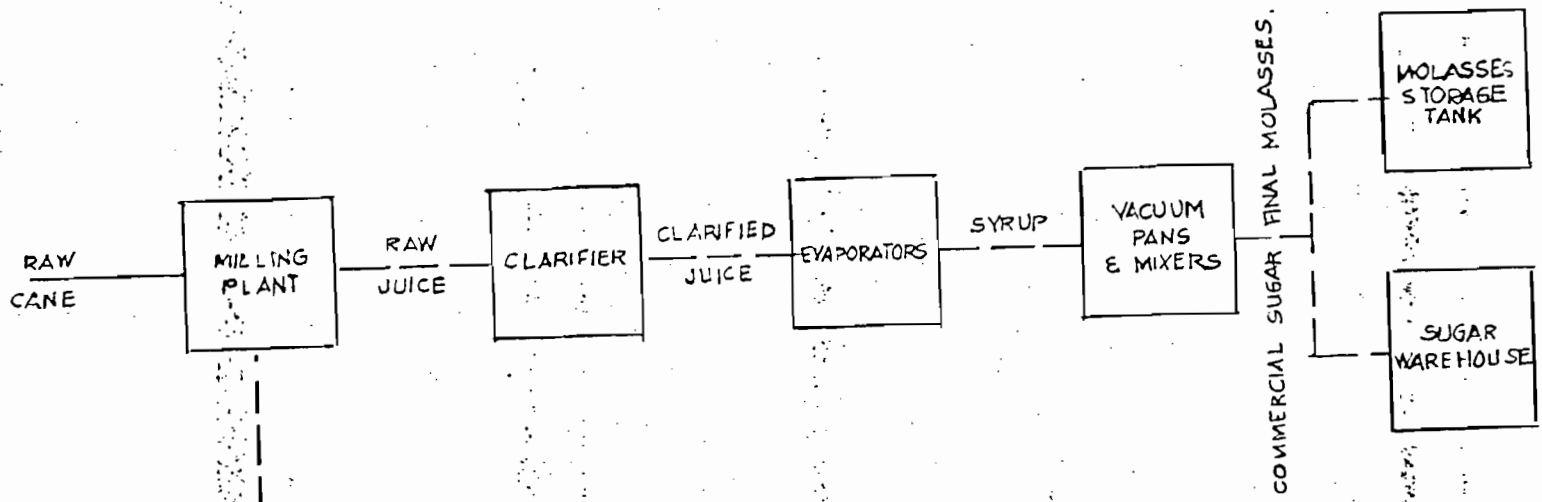 RAW
CANE
MILLING
PLANT
RAW
JUICE
CLARIFIER
CLARIFIED
JUICE
EVAPORATORS
SYRUP
VACUUM
PANS
& MIXERS
COMMERCIAL SUGAR FINAL MOLASSES.
MOLASSES
STORAGE
TANK
SUGAR
WAREHOUSE